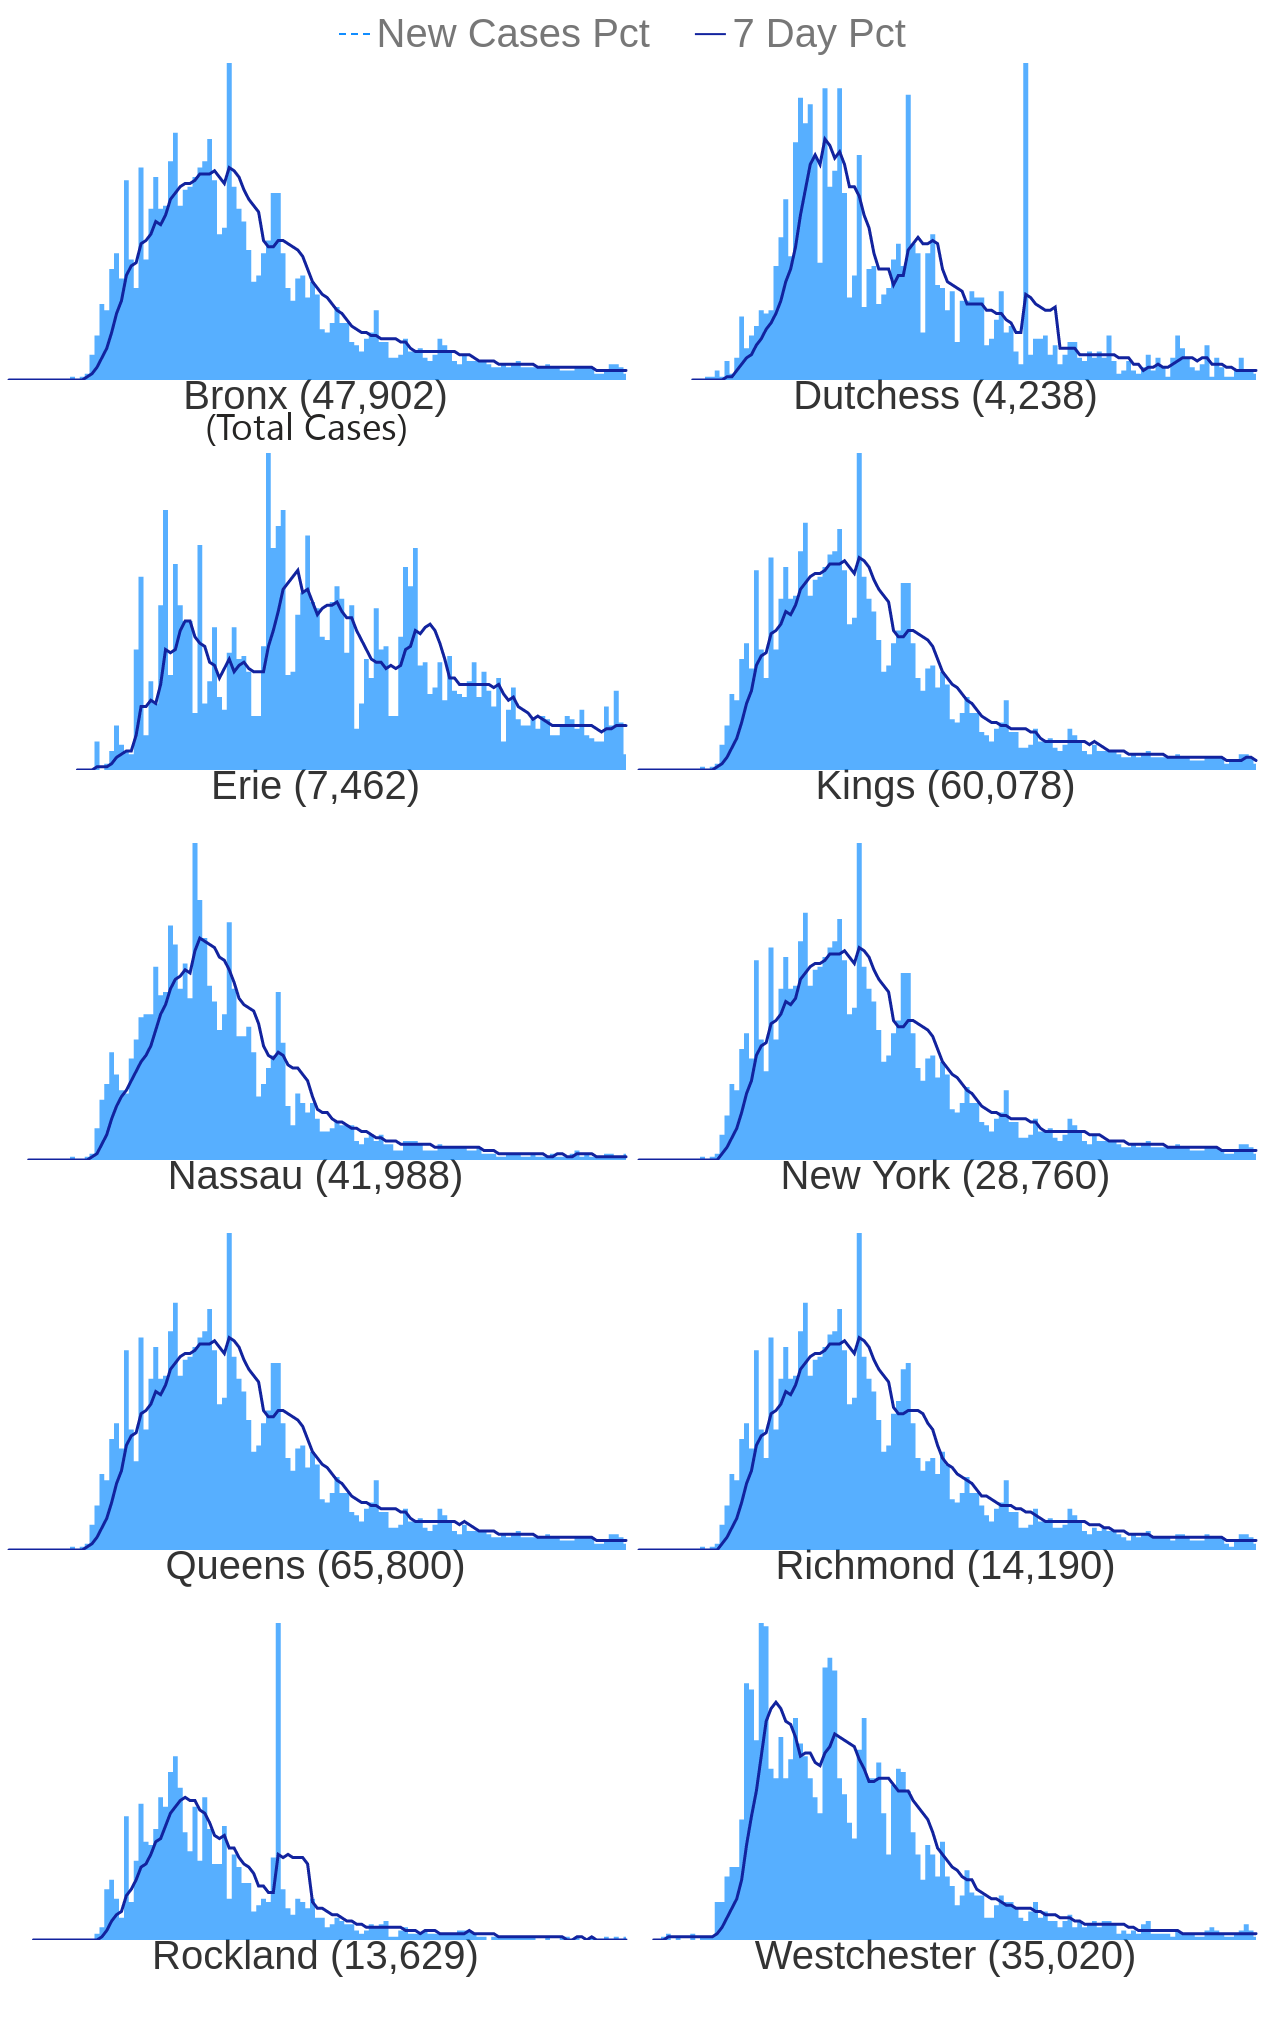 New Cases Pct 7 Day Pct
Bronx (47,902) Dutchess (4,238)
(Total Cases)
Erie (7,462) Kings (60,078)
Nassau (41,988) New York (28,760)
Queens (65,800) Richmond (14,190)
Rockland (13,629) Westchester (35,020)